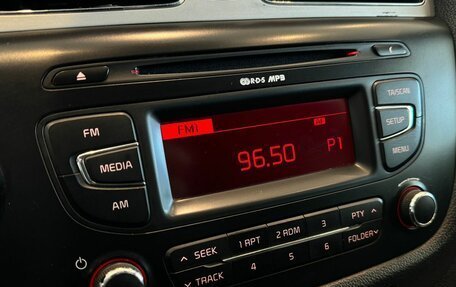 R·D·S MP3
FM
MEDIA
AM
FM1
96.50 P1
TA/SCAN
SETUP
MENU
SEEK
TRACK
1 RPT
2 RDM
3
PTY
4
5
6
FOLDER